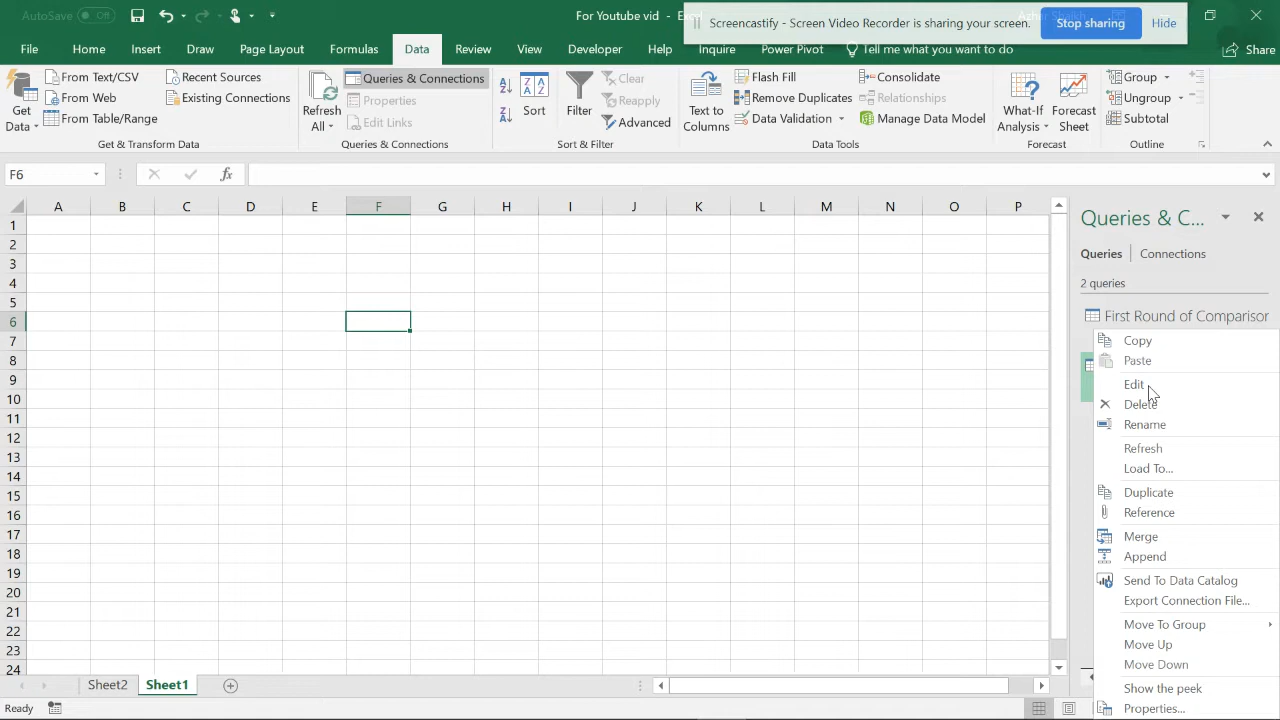 AutoSave Off
For Youtube vid - Excel
Screencastify - Screen Video Recorder is sharing your screen.
Stop sharing
Hide
File Home Insert Draw Page Layout Formulas Data Review View Developer Help Inquire Power Pivot Tell me what you want to do
Share
Get Data
From Text/CSV
From Web
From Table/Range
Recent Sources
Existing Connections
Get & Transform Data
Refresh All
Queries & Connections
Properties
Edit Links
Queries & Connections
Sort
Filter
Clear
Reapply
Advanced
Sort & Filter
Text to Columns
Flash Fill
Remove Duplicates
Data Validation
Consolidate
Relationships
Manage Data Model
Data Tools
What-If Analysis
Forecast Sheet
Forecast
Group
Ungroup
Subtotal
Outline
F6
fx
A B C D E F G H I J K L M N O P
1
2
3
4
5
6
7
8
9
10
11
12
13
14
15
16
17
18
19
20
21
22
23
24
Queries & C...
Queries Connections
2 queries
First Round of Comparison
Copy
Paste
Edit
Delete
Rename
Refresh
Load To...
Duplicate
Reference
Merge
Append
Send To Data Catalog
Export Connection File...
Move To Group
Move Up
Move Down
Show the peek
Properties...
Sheet2 Sheet1
Ready